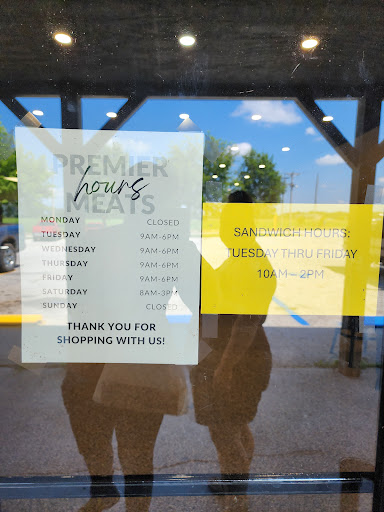 PREMIER
hours
MEATS
MONDAY CLOSED
TUESDAY 9AM-6PM
WEDNESDAY 9AM-6PM
THURSDAY 9AM-6PM
FRIDAY 9AM-6PM
SATURDAY 8AM-3PM
SUNDAY CLOSED
THANK YOU FOR
SHOPPING WITH US!
SANDWICH HOURS:
TUESDAY THRU FRIDAY
10AM - 2PM